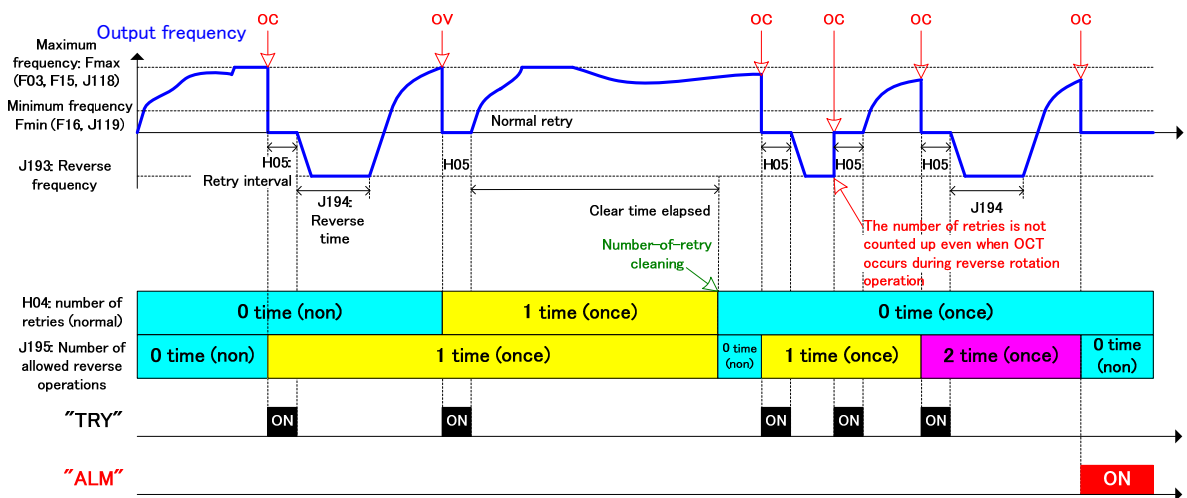 OC
OV
OC
OC
OC
OC
Output frequency
Maximum
frequency: Fmax
(F03, F15, J118)
Minimum frequency
Fmin (F16, J119)
Normal retry
J193: Reverse
frequency
H05:
Retry interval
H05
H05
H05
H05
J194:
Reverse
time
J194
Clear time elapsed
Number-of-retry
cleaning
The number of retries is not
counted up even when OCT
occurs during reverse rotation
operation
H04: number of
retries (normal)
0 time (non)
1 time (once)
0 time (once)
J195: Number of
allowed reverse
operations
0 time (non)
1 time (once)
0 time
(non)
1 time (once)
2 time (once)
0 time
(non)
"TRY"
ON
ON
ON
ON
ON
"ALM"
ON